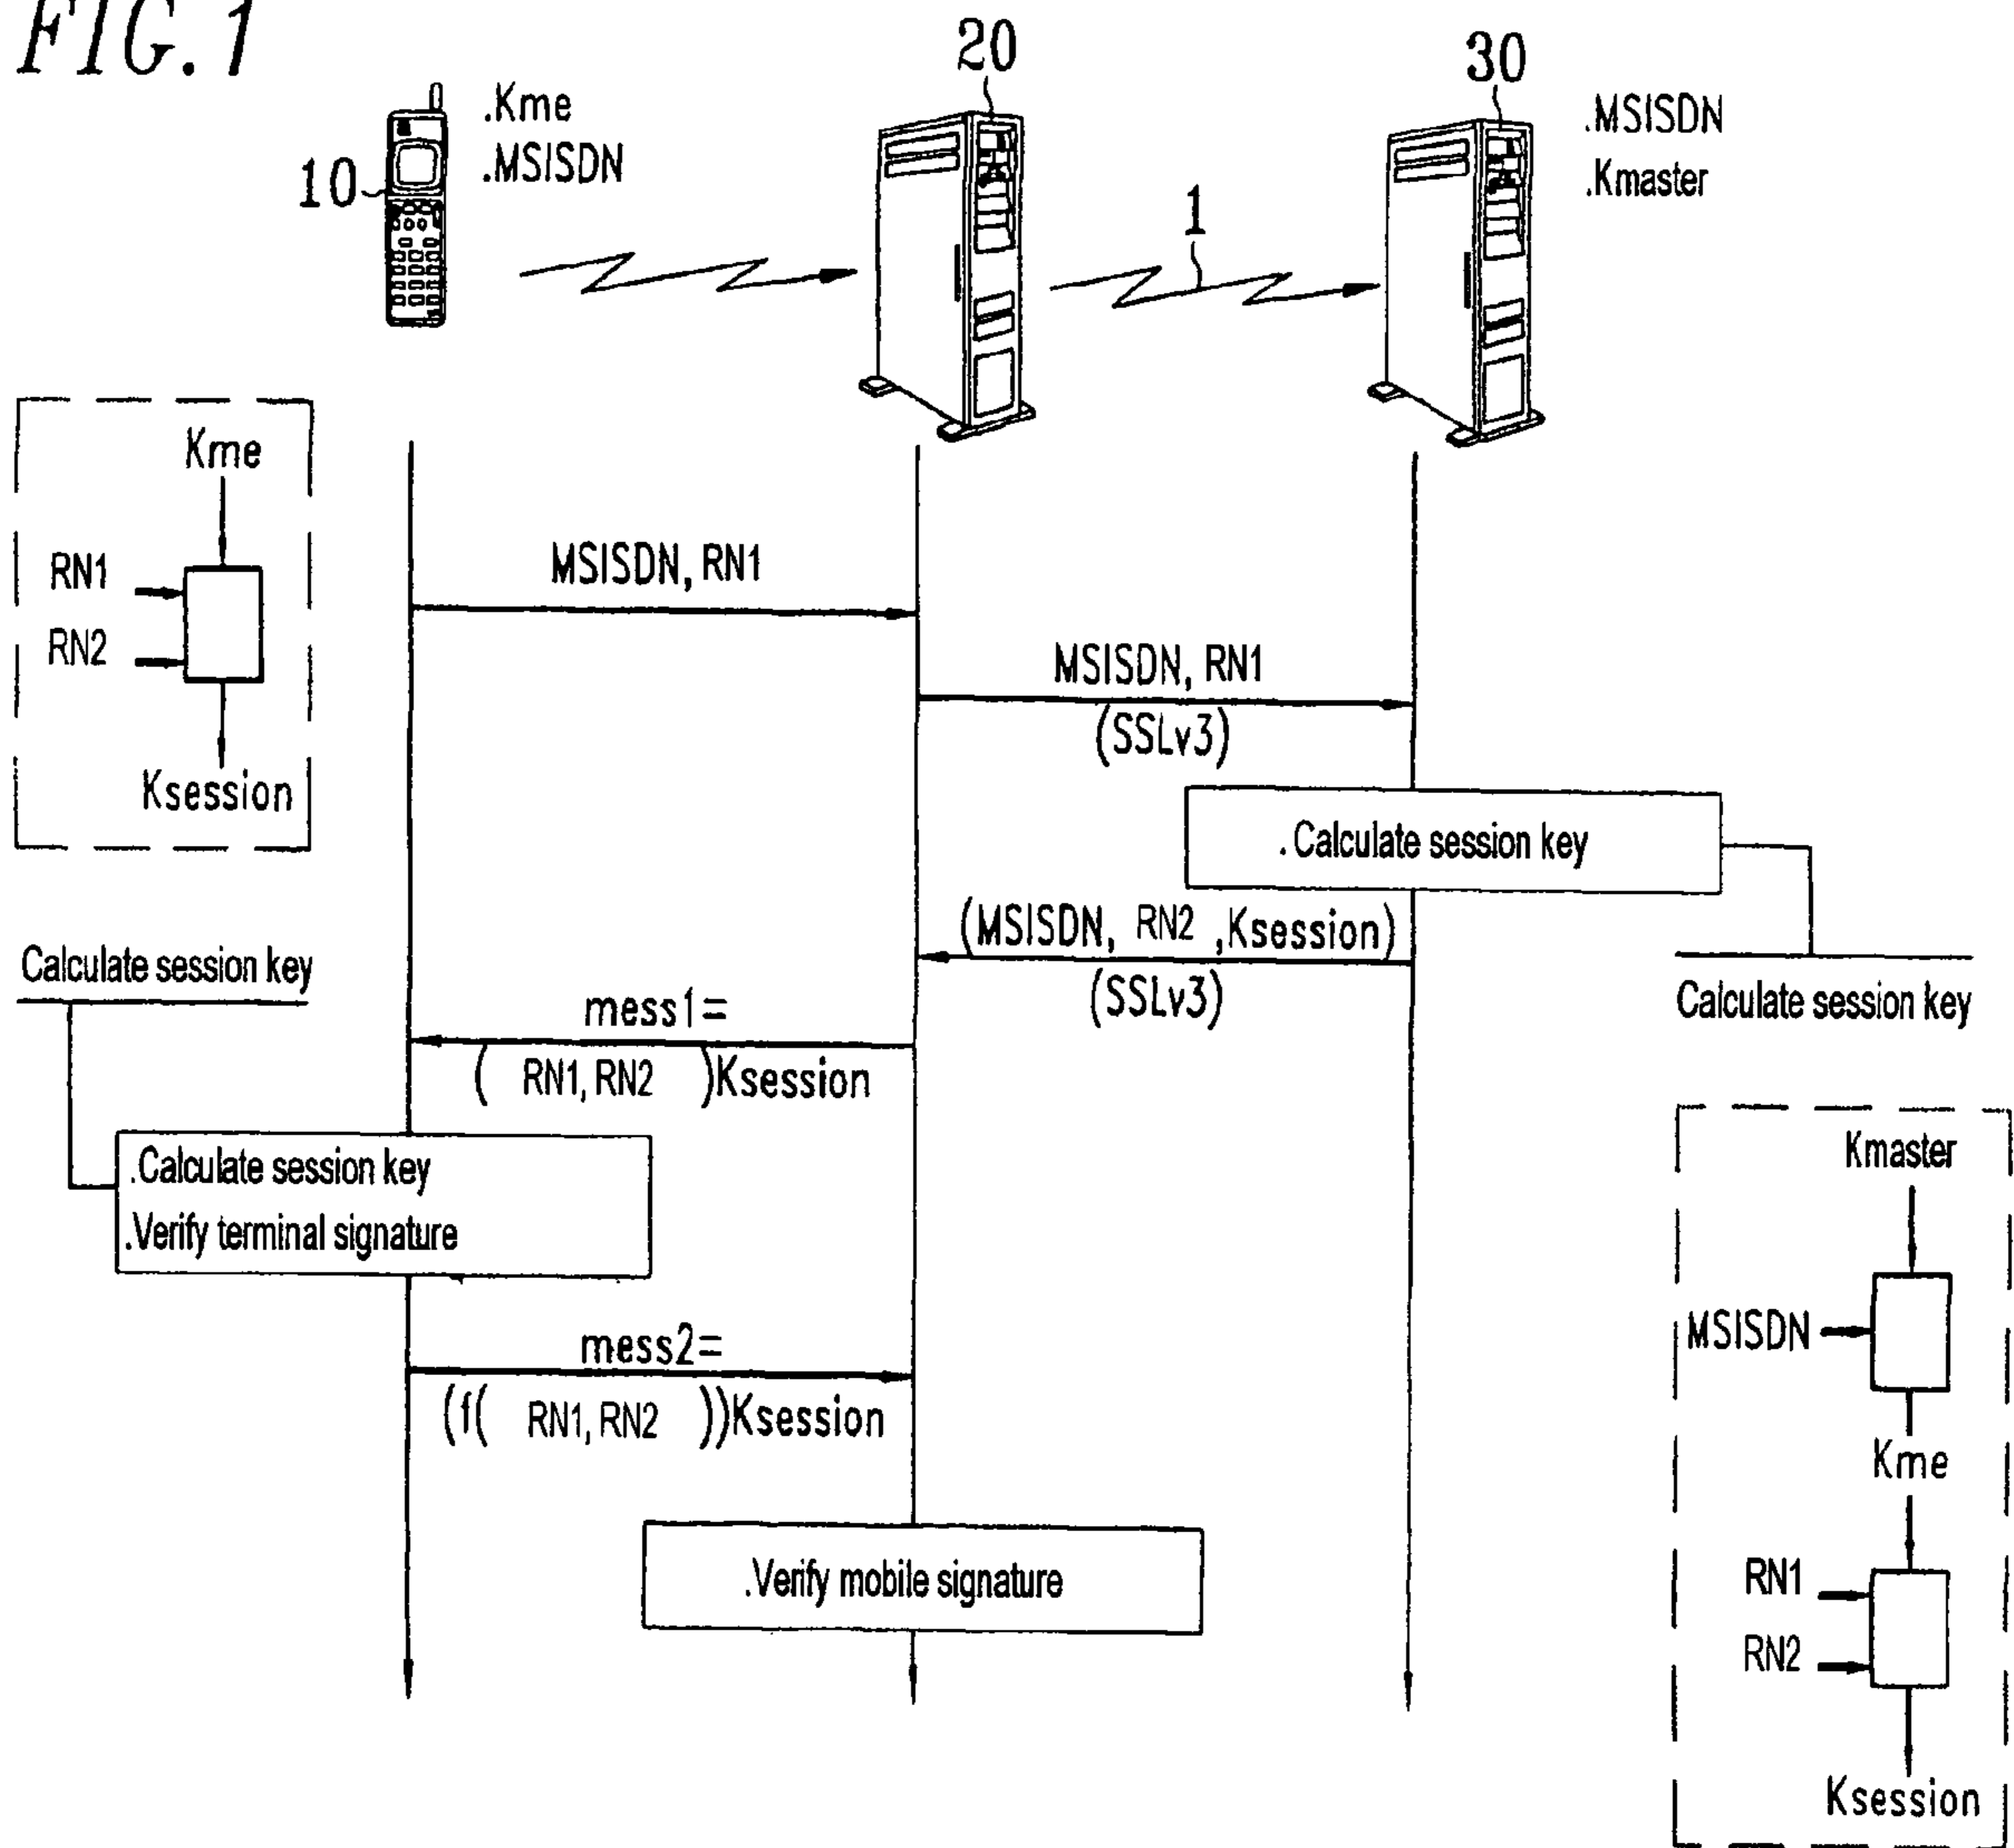 FIG. 1
20
30
.Kme
.MSISDN
.MSISDN
.Kmaster
10
1
Kme
RN1
RN2
Ksession
MSISDN, RN1
MSISDN, RN1
(SSLv3)
. Calculate session key
(MSISDN, RN2 ,Ksession)
(SSLv3)
Calculate session key
Calculate session key
mess1=
( RN1, RN2 )Ksession
.Calculate session key
.Verify terminal signature
mess2=
(f( RN1, RN2 ))Ksession
.Verify mobile signature
Kmaster
MSISDN
Kme
RN1
RN2
Ksession